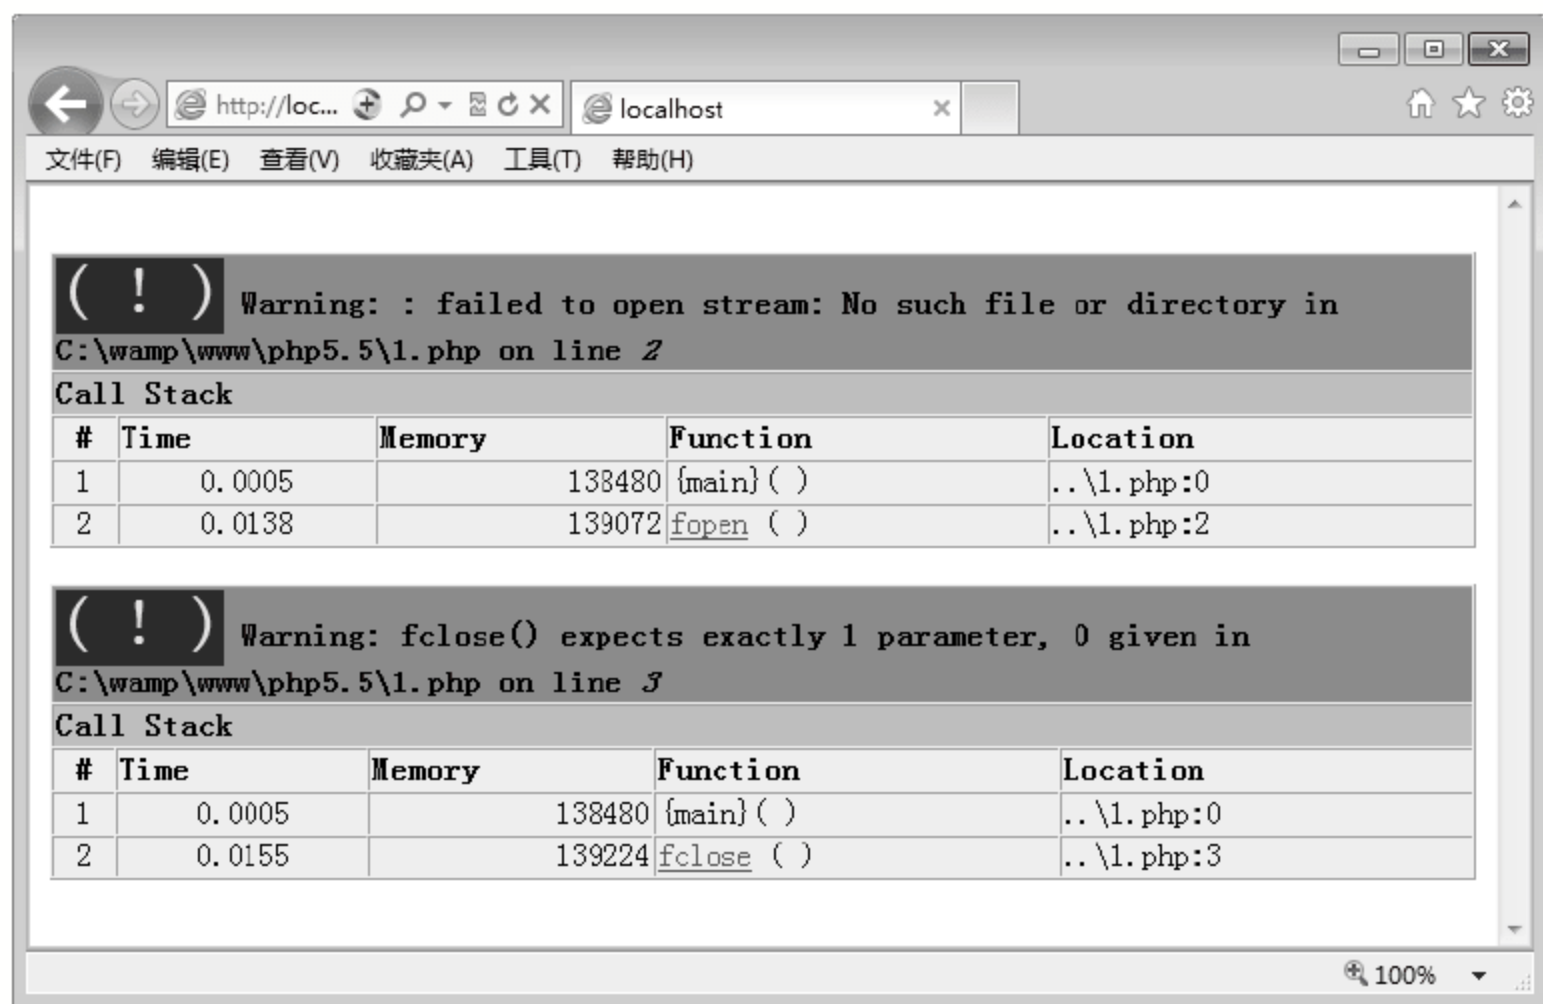 http://loc...
localhost
文件(F) 编辑(E) 查看(V) 收藏夹(A) 工具(T) 帮助(H)
( ! ) Warning: : failed to open stream: No such file or directory in
C:\wamp\www\php5.5\1.php on line 2
Call Stack
# Time Memory Function Location
1 0.0005 138480 {main}( ) ..\1.php:0
2 0.0138 139072 fopen ( ) ..\1.php:2
( ! ) Warning: fclose() expects exactly 1 parameter, 0 given in
C:\wamp\www\php5.5\1.php on line 3
Call Stack
# Time Memory Function Location
1 0.0005 138480 {main}( ) ..\1.php:0
2 0.0155 139224 fclose ( ) ..\1.php:3
100%